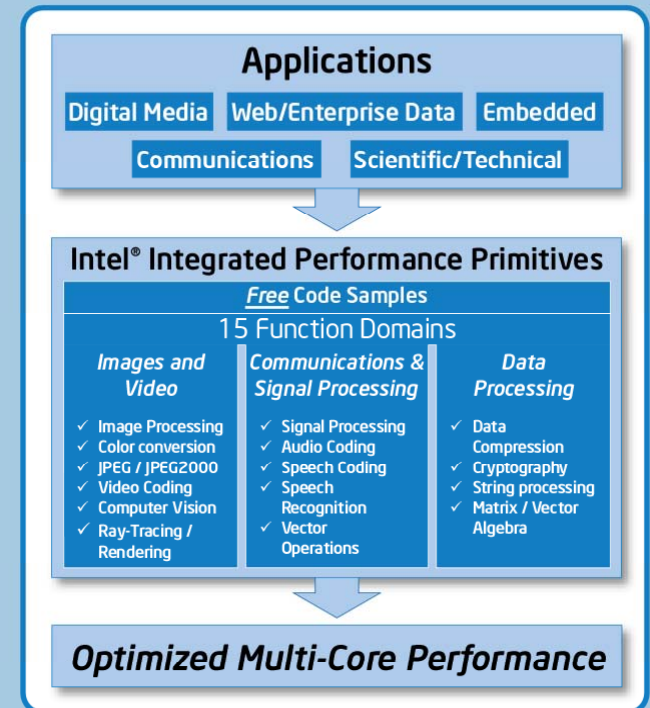 Applications
Digital Media Web/Enterprise Data Embedded
Communications Scientific/Technical
Intel® Integrated Performance Primitives
Free Code Samples
15 Function Domains
Images and
Video
✓ Image Processing
✓ Color conversion
✓ JPEG / JPEG2000
✓ Video Coding
✓ Computer Vision
✓ Ray-Tracing /
Rendering
Communications &
Signal Processing
✓ Signal Processing
✓ Audio Coding
✓ Speech Coding
✓ Speech
Recognition
✓ Vector
Operations
Data
Processing
✓ Data
Compression
✓ Cryptography
✓ String processing
✓ Matrix / Vector
Algebra
Optimized Multi-Core Performance